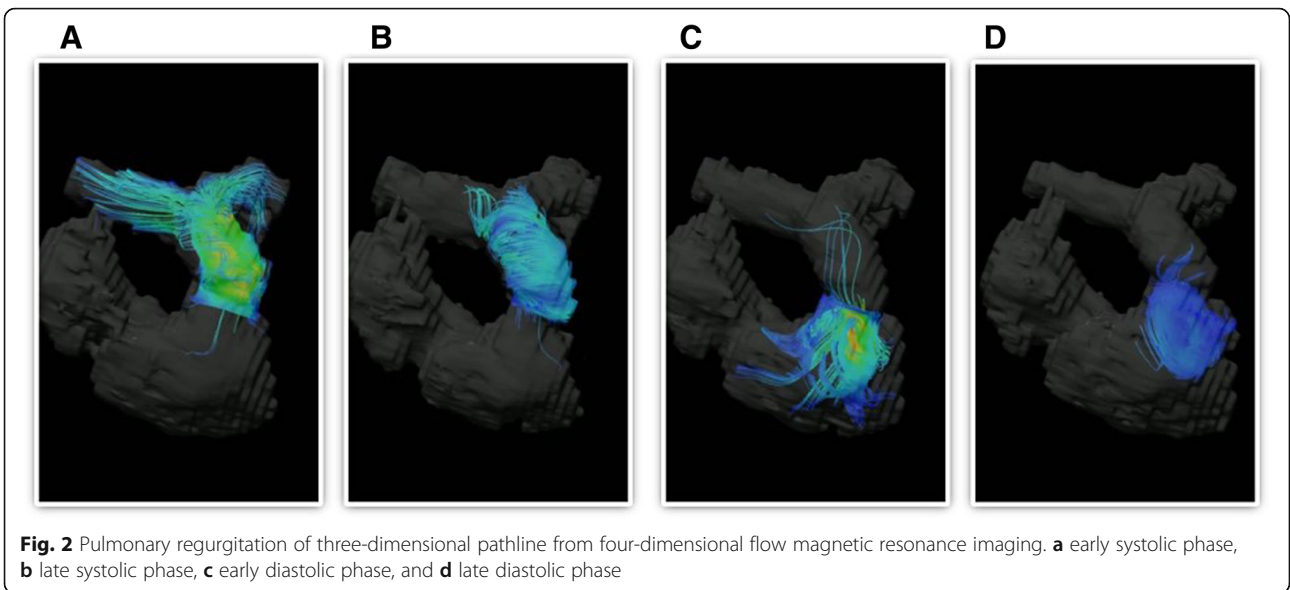 A B C D
Fig. 2 Pulmonary regurgitation of three-dimensional pathline from four-dimensional flow magnetic resonance imaging. a early systolic phase,
b late systolic phase, c early diastolic phase, and d late diastolic phase